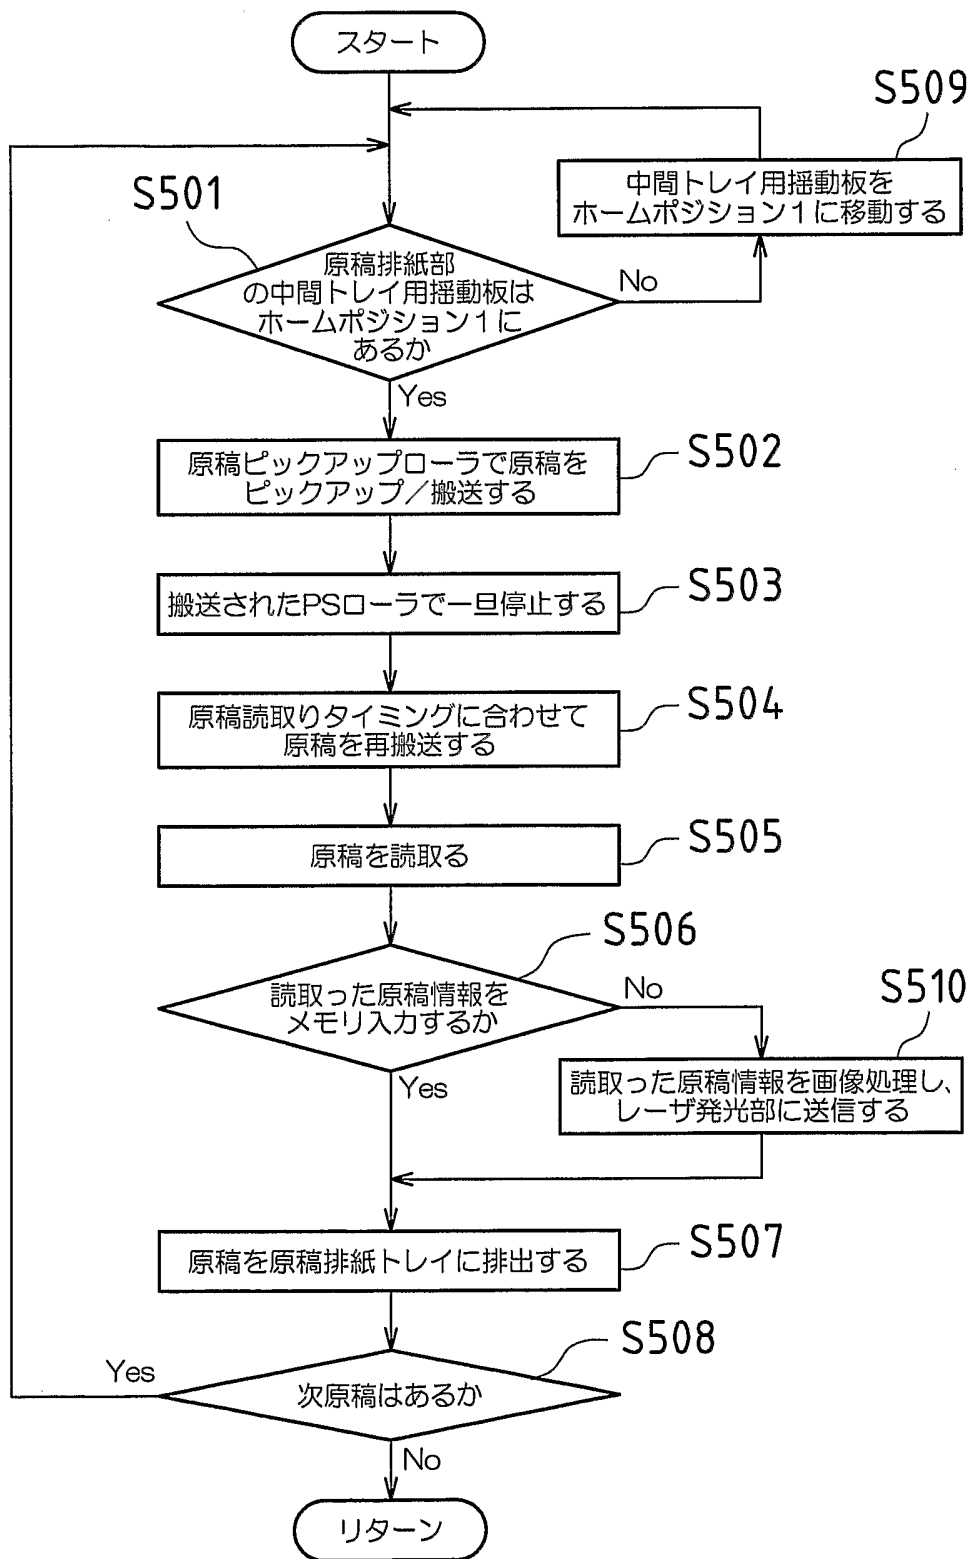 スタート
S509
中間トレイ用揺動板を
ホームポジション1に移動する
S501
原稿排紙部
の中間トレイ用揺動板は
ホームポジション1に
あるか
No
Yes
原稿ピックアップローラで原稿を
ピックアップ/搬送する
S502
搬送されたPSローラで一旦停止する
S503
原稿読取りタイミングに合わせて
原稿を再搬送する
S504
原稿を読取る
S505
S506
読取った原稿情報を
メモリ入力するか
No
Yes
S510
読取った原稿情報を画像処理し、
レーザ発光部に送信する
原稿を原稿排紙トレイに排出する
S507
S508
Yes
次原稿はあるか
No
リターン